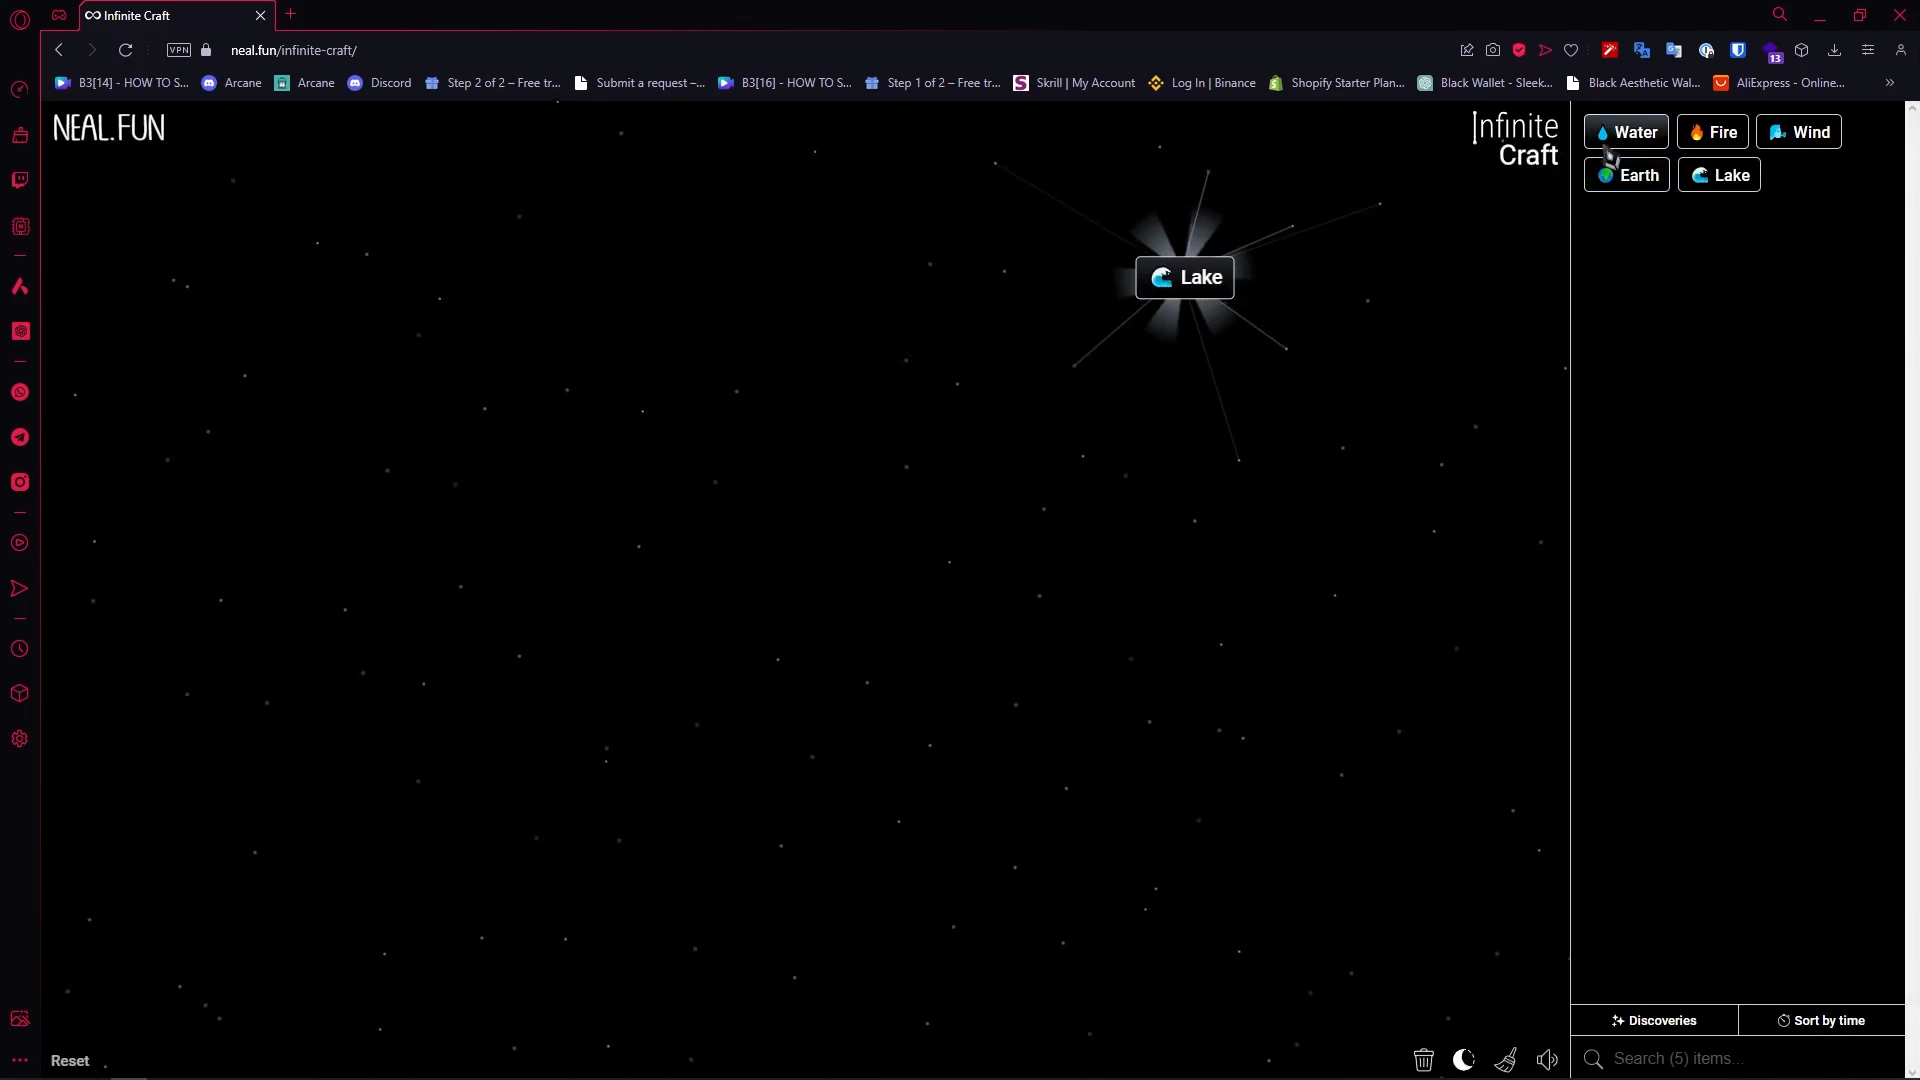 Infinite Craft
VPN
neal.fun/infinite-craft/
13
B3[14] - HOW TO S...
Arcane
Arcane
Discord
Step 2 of 2 – Free tr...
Submit a request –...
B3[16] - HOW TO S...
Step 1 of 2 – Free tr...
Skrill | My Account
Log In | Binance
Shopify Starter Plan...
Black Wallet - Sleek...
Black Aesthetic Wal...
AliExpress - Online...
NEAL.FUN
Infinite
Craft
Water
Fire
Wind
Earth
Lake
Lake
Discoveries
Sort by time
Reset
Search (5) items...